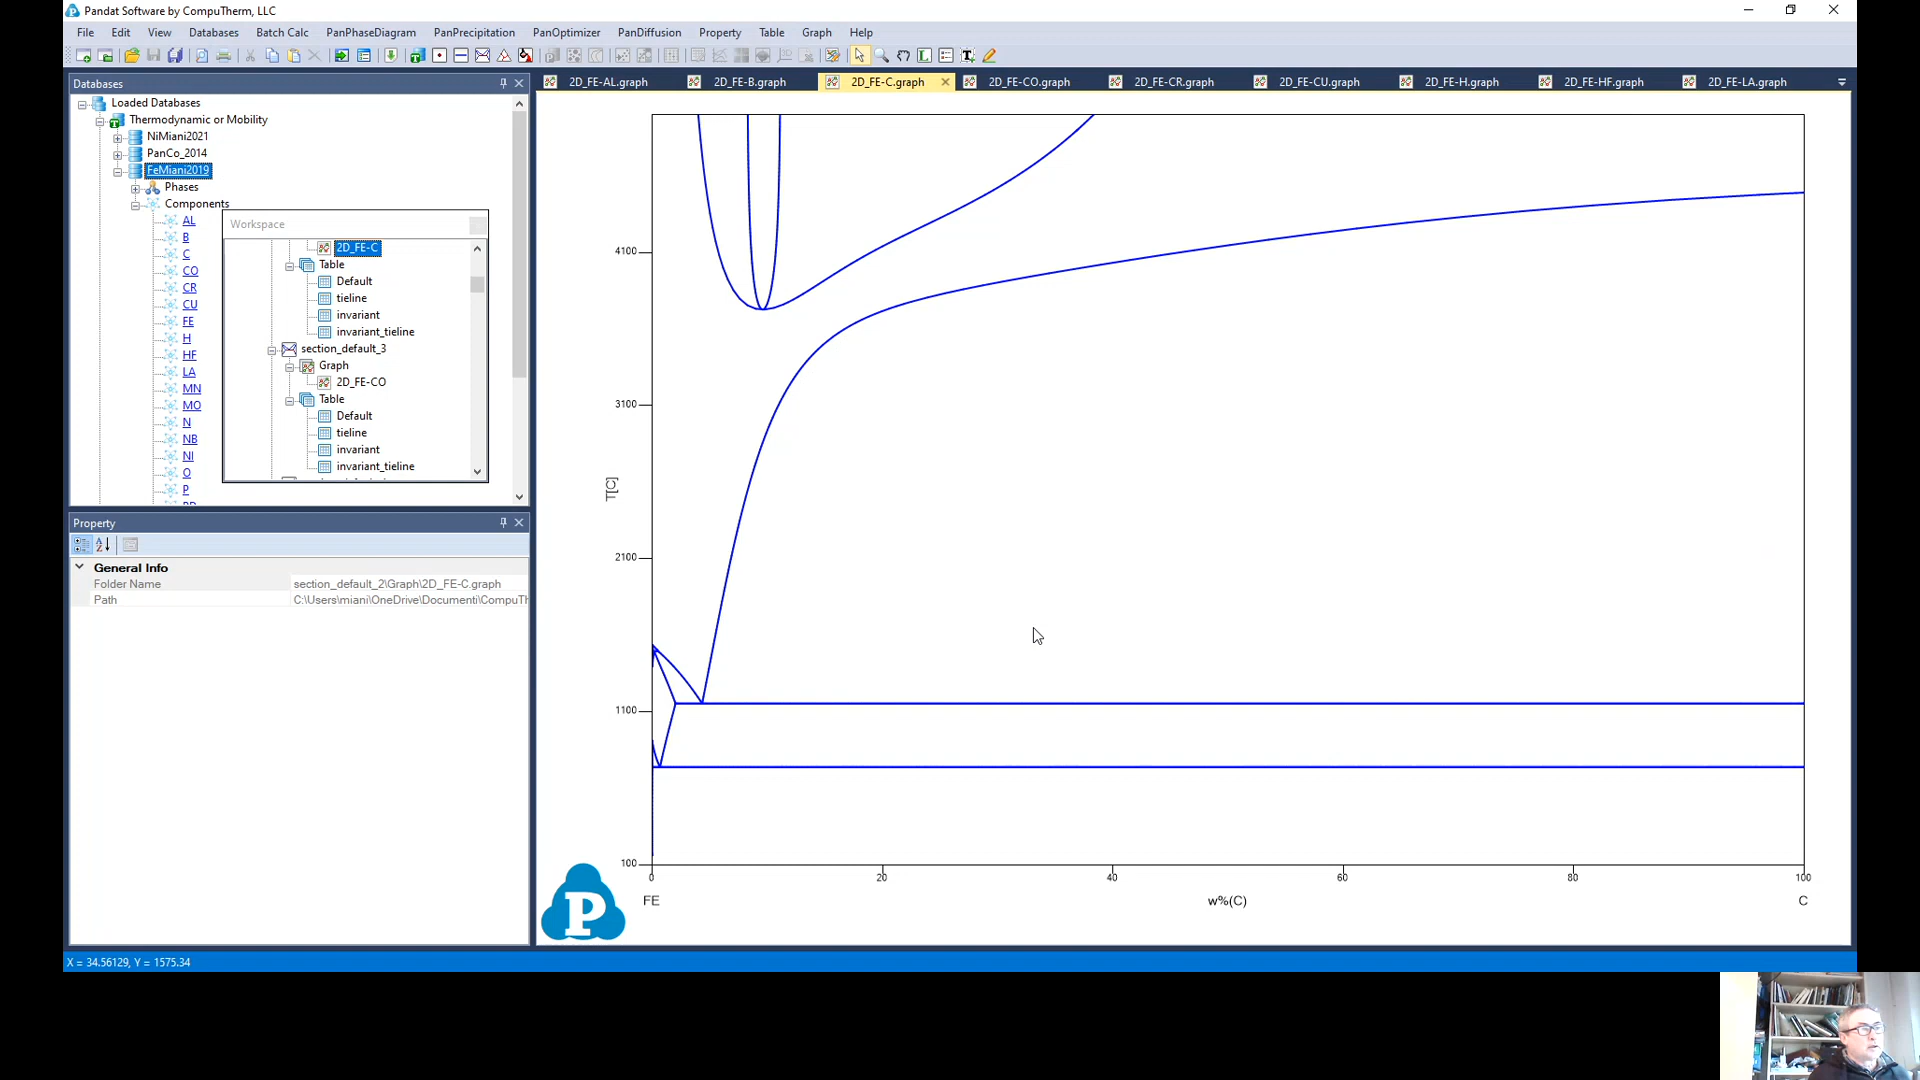 Pandat Software by CompuTherm, LLC
File Edit View Databases Batch Calc PanPhaseDiagram PanPrecipitation PanOptimizer PanDiffusion Property Table Graph Help
Databases
Loaded Databases
Thermodynamic or Mobility
NiMiani2021
PanCo_2014
FeMiani2019
Phases
Components
AL
B
C
CO
CR
CU
FE
H
HF
LA
MN
MO
N
NB
NI
O
P
Workspace
2D_FE-C
Table
Default
tieline
invariant
invariant_tieline
section_default_3
Graph
2D_FE-CO
Table
Default
tieline
invariant
invariant_tieline
Property
General Info
Folder Name section_default_2\Graph\2D_FE-C.graph
Path C:\Users\miani\OneDrive\Documenti\CompuTh
2D_FE-AL.graph 2D_FE-B.graph 2D_FE-C.graph 2D_FE-CO.graph 2D_FE-CR.graph 2D_FE-CU.graph 2D_FE-H.graph 2D_FE-HF.graph 2D_FE-LA.graph
4100
3100
T[C]
2100
1100
100
0 20 40 60 80 100
FE w%(C) C
P
X = 34.56129, Y = 1575.34